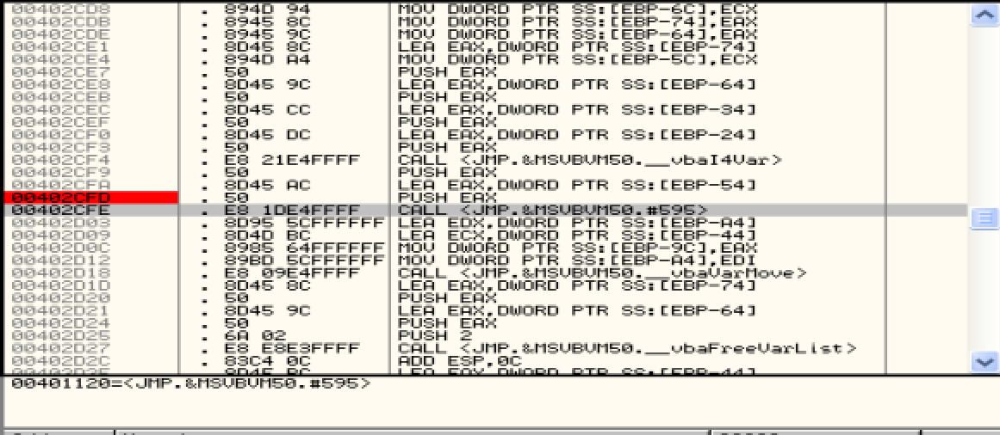 00402CD8 . 894D 94 MOV DWORD PTR SS:[EBP-6C],ECX
00402CDB . 8945 8C MOV DWORD PTR SS:[EBP-74],EAX
00402CDE . 8945 9C MOV DWORD PTR SS:[EBP-64],EAX
00402CE1 . 8D45 8C LEA EAX,DWORD PTR SS:[EBP-74]
00402CE4 . 894D A4 MOV DWORD PTR SS:[EBP-5C],ECX
00402CE7 . 50 PUSH EAX
00402CE8 . 8D45 9C LEA EAX,DWORD PTR SS:[EBP-64]
00402CEB . 50 PUSH EAX
00402CEC . 8D45 CC LEA EAX,DWORD PTR SS:[EBP-34]
00402CEF . 50 PUSH EAX
00402CF0 . 8D45 DC LEA EAX,DWORD PTR SS:[EBP-24]
00402CF3 . 50 PUSH EAX
00402CF4 . E8 21E4FFFF CALL <JMP.&MSVBVM50.__vbaI4Var>
00402CF9 . 50 PUSH EAX
00402CFA . 8D45 AC LEA EAX,DWORD PTR SS:[EBP-54]
00402CFD . 50 PUSH EAX
00402CFE . E8 1DE4FFFF CALL <JMP.&MSVBVM50.#595>
00402D03 . 8D95 5CFFFFFF LEA EDX,DWORD PTR SS:[EBP-A4]
00402D09 . 8D4D BC LEA ECX,DWORD PTR SS:[EBP-44]
00402D0C . 8985 64FFFFFF MOV DWORD PTR SS:[EBP-9C],EAX
00402D12 . 89BD 5CFFFFFF MOV DWORD PTR SS:[EBP-A4],EDI
00402D18 . E8 09E4FFFF CALL <JMP.&MSVBVM50.__vbaVarMove>
00402D1D . 8D45 8C LEA EAX,DWORD PTR SS:[EBP-74]
00402D20 . 50 PUSH EAX
00402D21 . 8D45 9C LEA EAX,DWORD PTR SS:[EBP-64]
00402D24 . 50 PUSH EAX
00402D25 . 6A 02 PUSH 2
00402D27 . E8 E8E3FFFF CALL <JMP.&MSVBVM50.__vbaFreeVarList>
00402D2C . 83C4 0C ADD ESP,0C
00401120=<JMP.&MSVBVM50.#595>